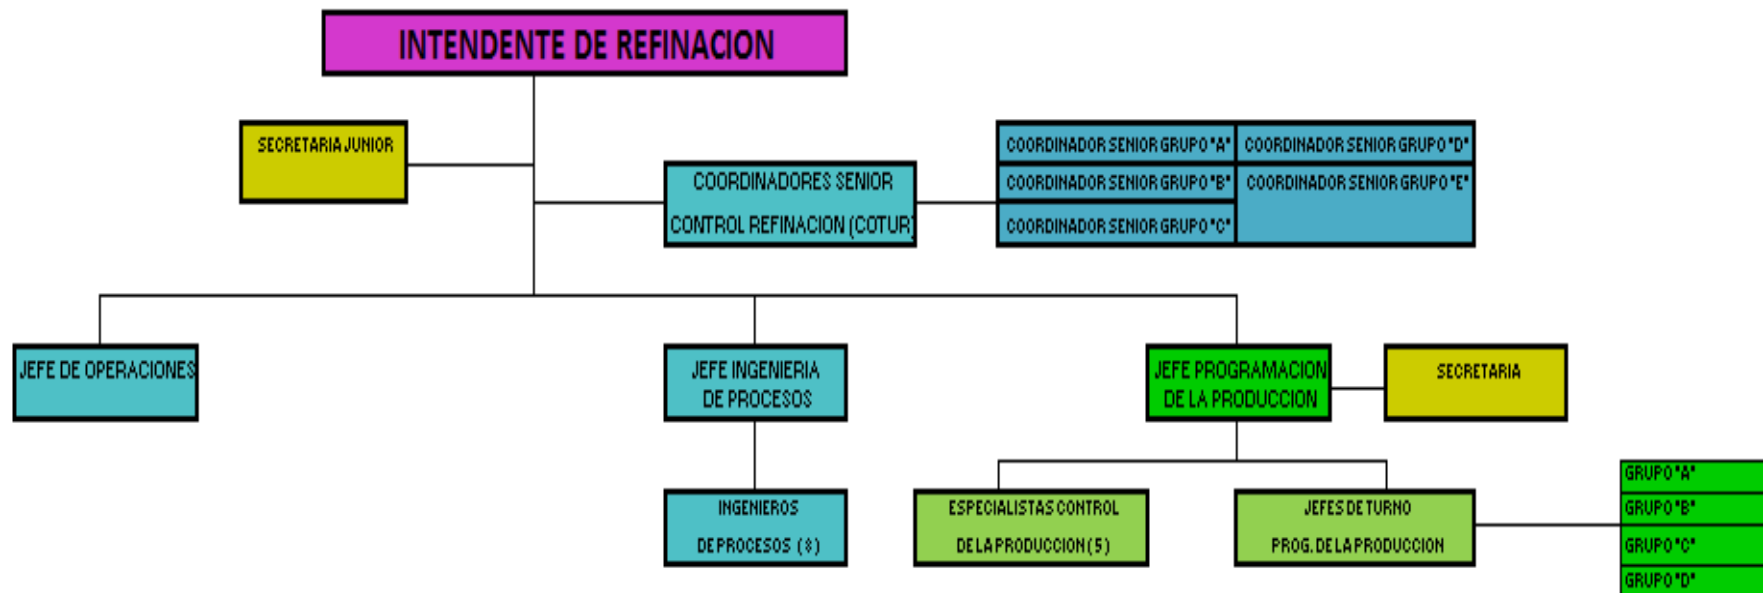 INTENDENTE DE REFINACION
SECRETARIA JUNIOR
COORDINADORES SENIOR
CONTROL REFINACION (COTUR)
COORDINADOR SENIOR GRUPO "A"
COORDINADOR SENIOR GRUPO "D"
COORDINADOR SENIOR GRUPO "B"
COORDINADOR SENIOR GRUPO "E"
COORDINADOR SENIOR GRUPO "C"
JEFE DE OPERACIONES
JEFE INGENIERIA
DE PROCESOS
JEFE PROGRAMACION
DE LA PRODUCCION
SECRETARIA
INGENIEROS
DE PROCESOS (8)
ESPECIALISTAS CONTROL
DE LA PRODUCCION (5)
JEFES DE TURNO
PROG. DE LA PRODUCCION
GRUPO "A"
GRUPO "B"
GRUPO "C"
GRUPO "D"